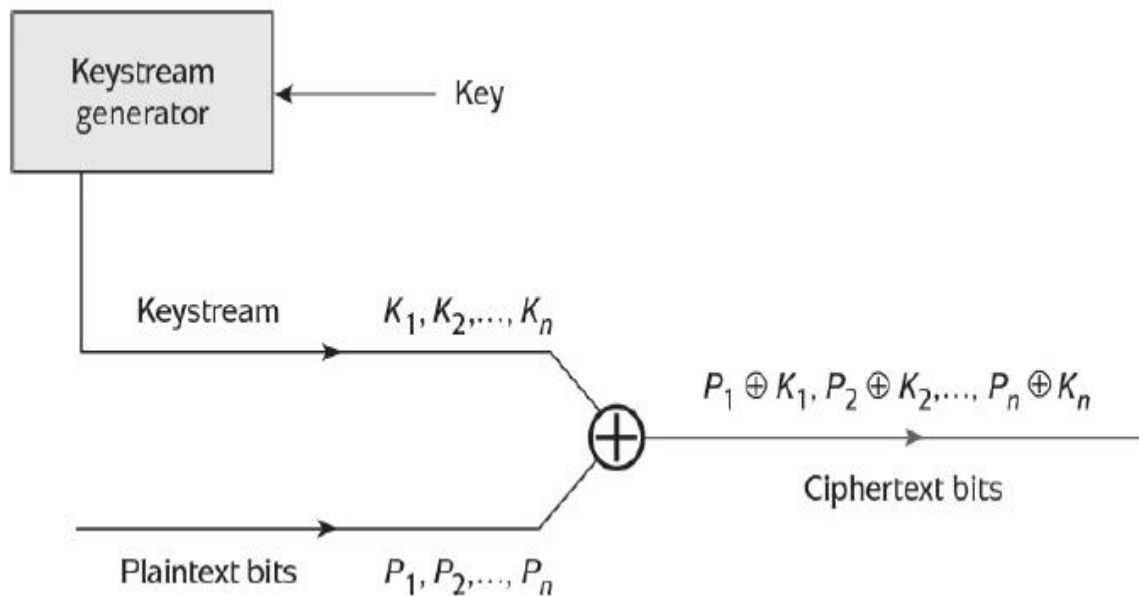 Keystream
generator
Key
Keystream
K₁, K₂,..., Kₙ
P₁ ⊕ K₁, P₂ ⊕ K₂,..., Pₙ ⊕ Kₙ
Ciphertext bits
Plaintext bits
P₁, P₂,..., Pₙ